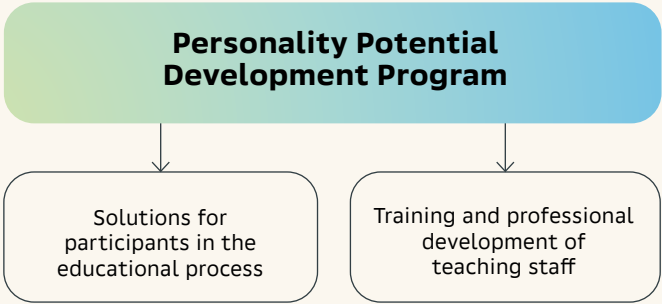 Personality Potential
Development Program
Solutions for
participants in the
educational process
Training and professional
development of
teaching staff